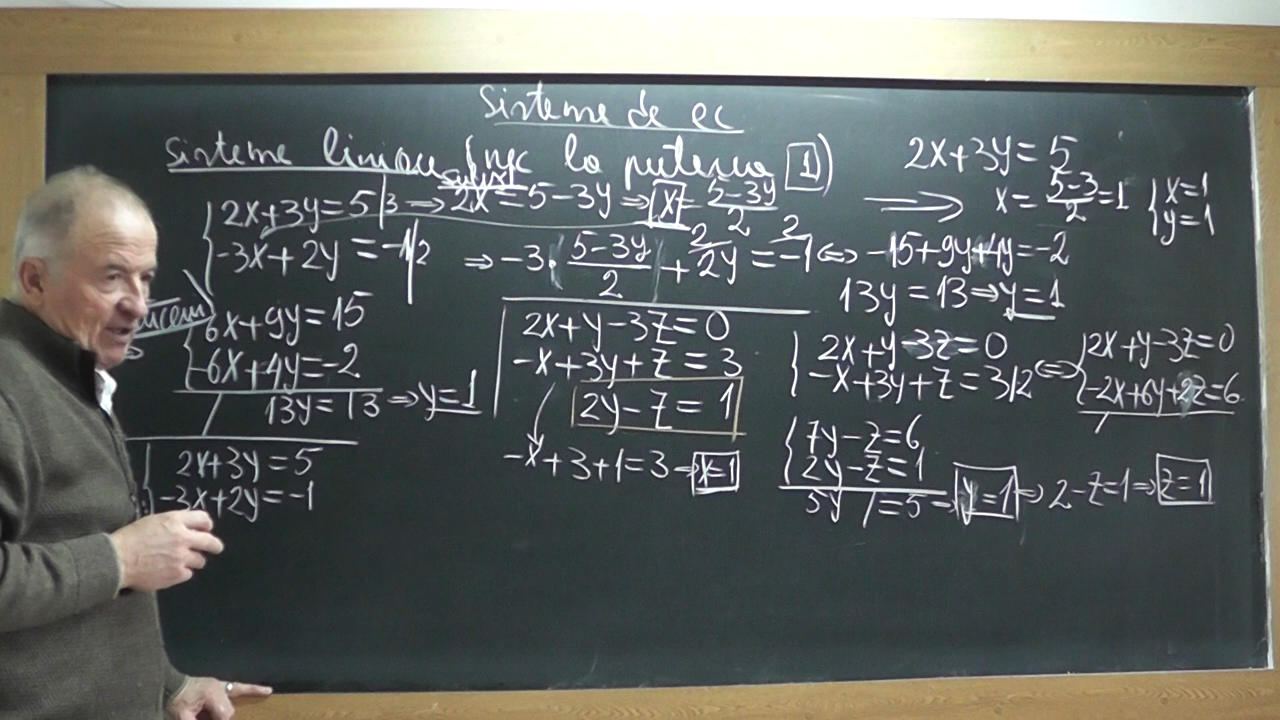 Sisteme de ec
Sisteme liniare (nec la puterea 1)
2x+3y=5 |3 ⇒ 2x=5-3y ⇒ x=(5-3y)/2
-3x+2y=-1 |2
⇒ -3·(5-3y)/2 + 2y = -1 ⇔ -15+9y+4y=-2
13y=13 ⇒ y=1
2x+3y=5
⇒ x=(5-3)/2=1 { x=1
y=1
6x+9y=15
-6x+4y=-2
/ 13y=13 ⇒ y=1
2x+3y=5
-3x+2y=-1
2x+y-3z=0
-x+3y+z=3
2y-z=1
-x+3+1=3 ⇒ x=1
2x+y-3z=0
-x+3y+z=3 |2 ⇔
2x+y-3z=0
-2x+6y+2z=6
/
7y-z=6
2y-z=1
5y / =5 ⇒ y=1 ⇒ 2-z=1 ⇒ z=1